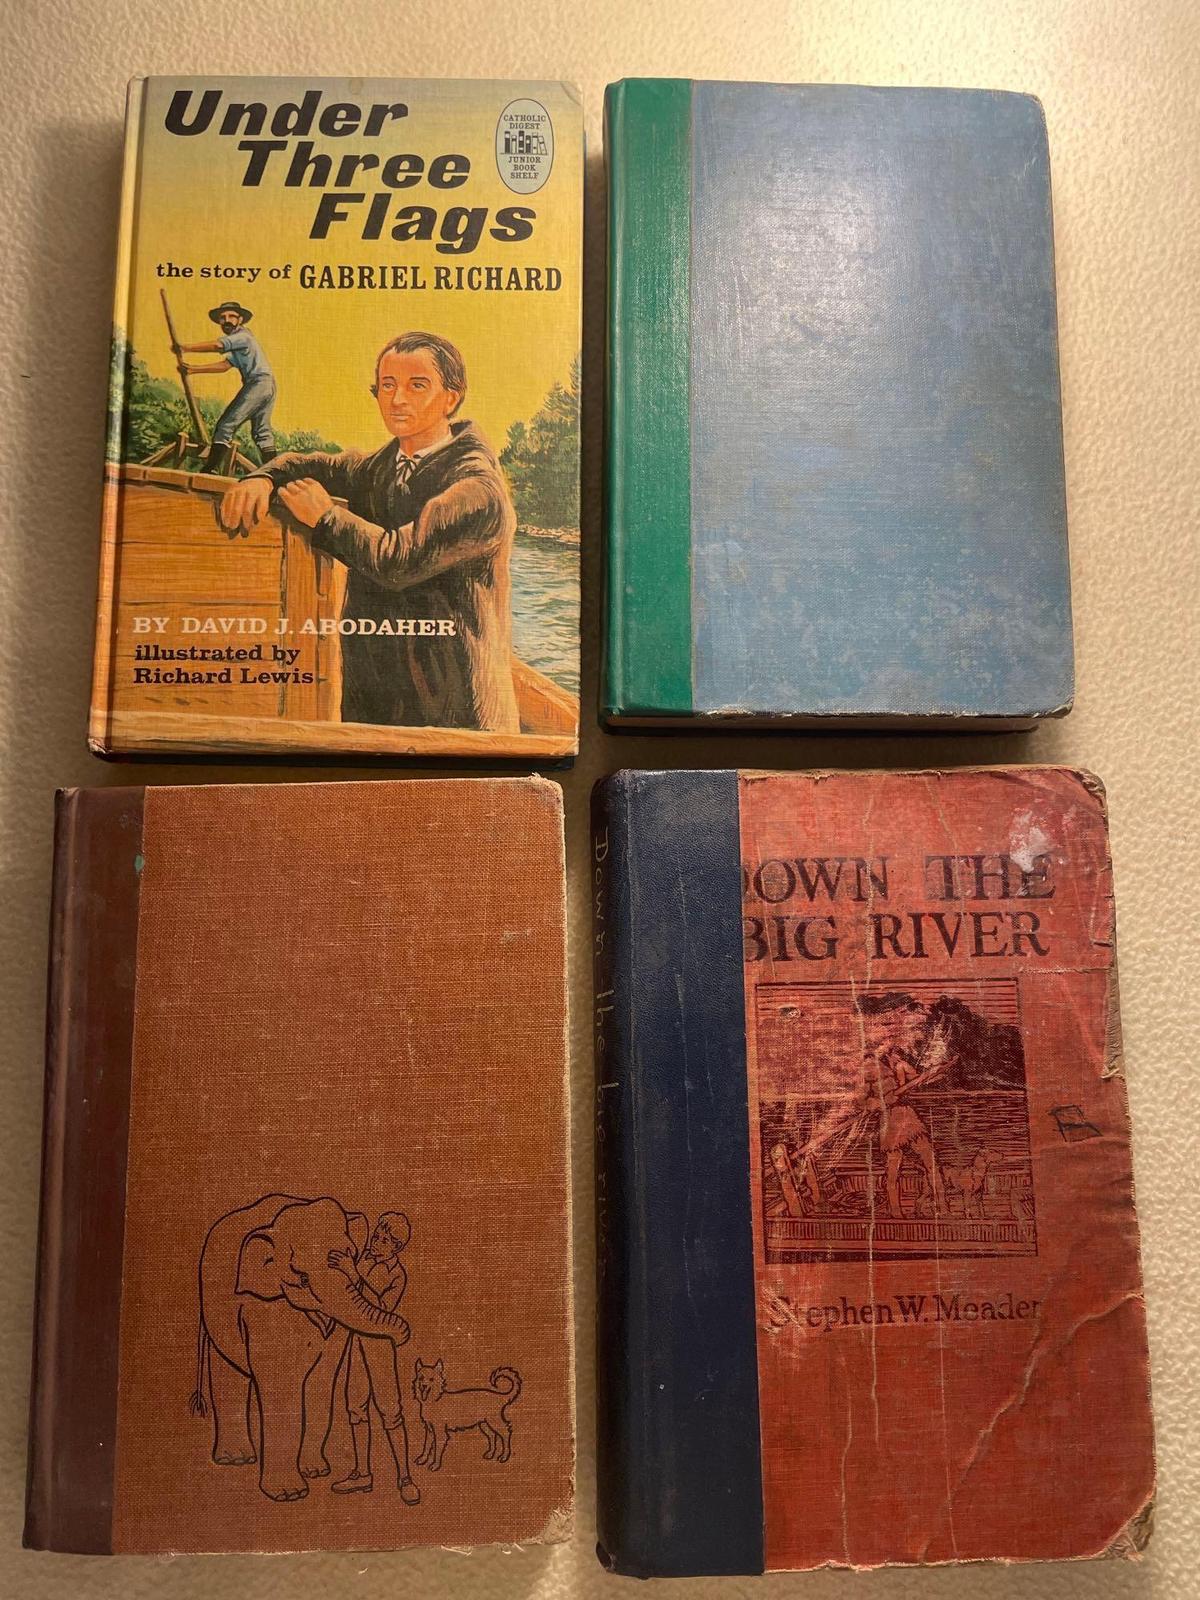 Under
Three
Flags
CATHOLIC
DIGEST
JUNIOR
BOOK
SHELF
the story of GABRIEL RICHARD
BY DAVID J. ABODAHER
illustrated by
Richard Lewis
Down the big river
OWN THE
BIG RIVER
Stephen W. Meader